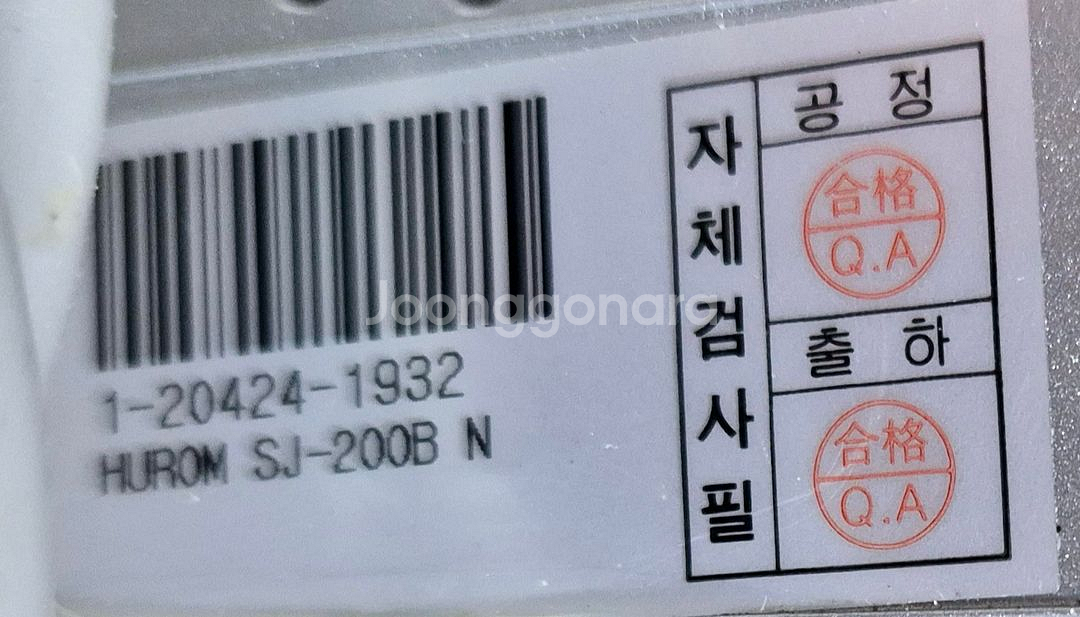 1-20424-1932
HUROM SJ-200B N
자체검사필
공정
合格
Q.A
출하
合格
Q.A
Joonggonara